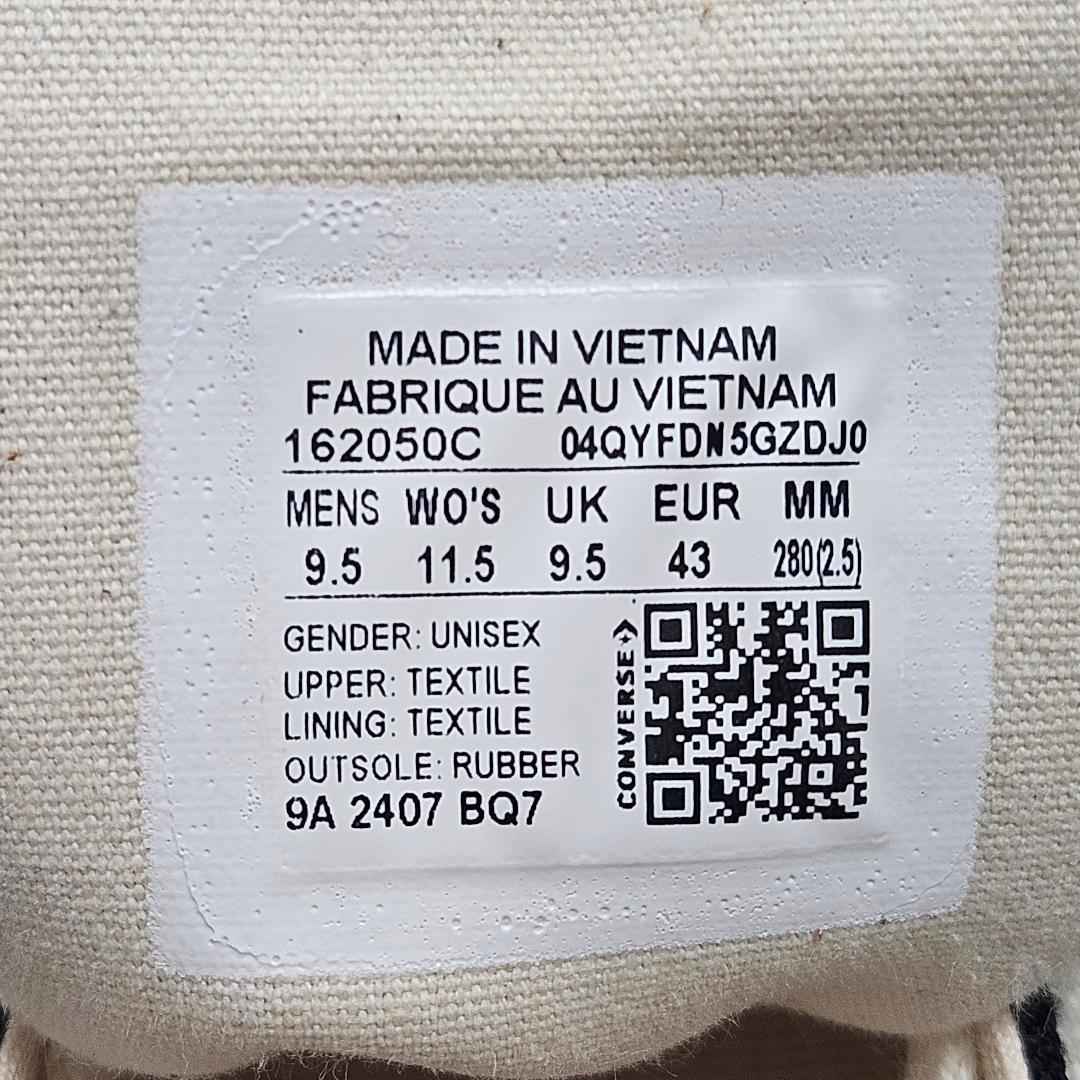 MADE IN VIETNAM
FABRIQUE AU VIETNAM
162050C 04QYFDN5GZDJ0
MENS WO'S UK EUR MM
9.5 11.5 9.5 43 280(2.5)
GENDER: UNISEX
UPPER: TEXTILE
LINING: TEXTILE
OUTSOLE: RUBBER
9A 2407 BQ7
CONVERSE